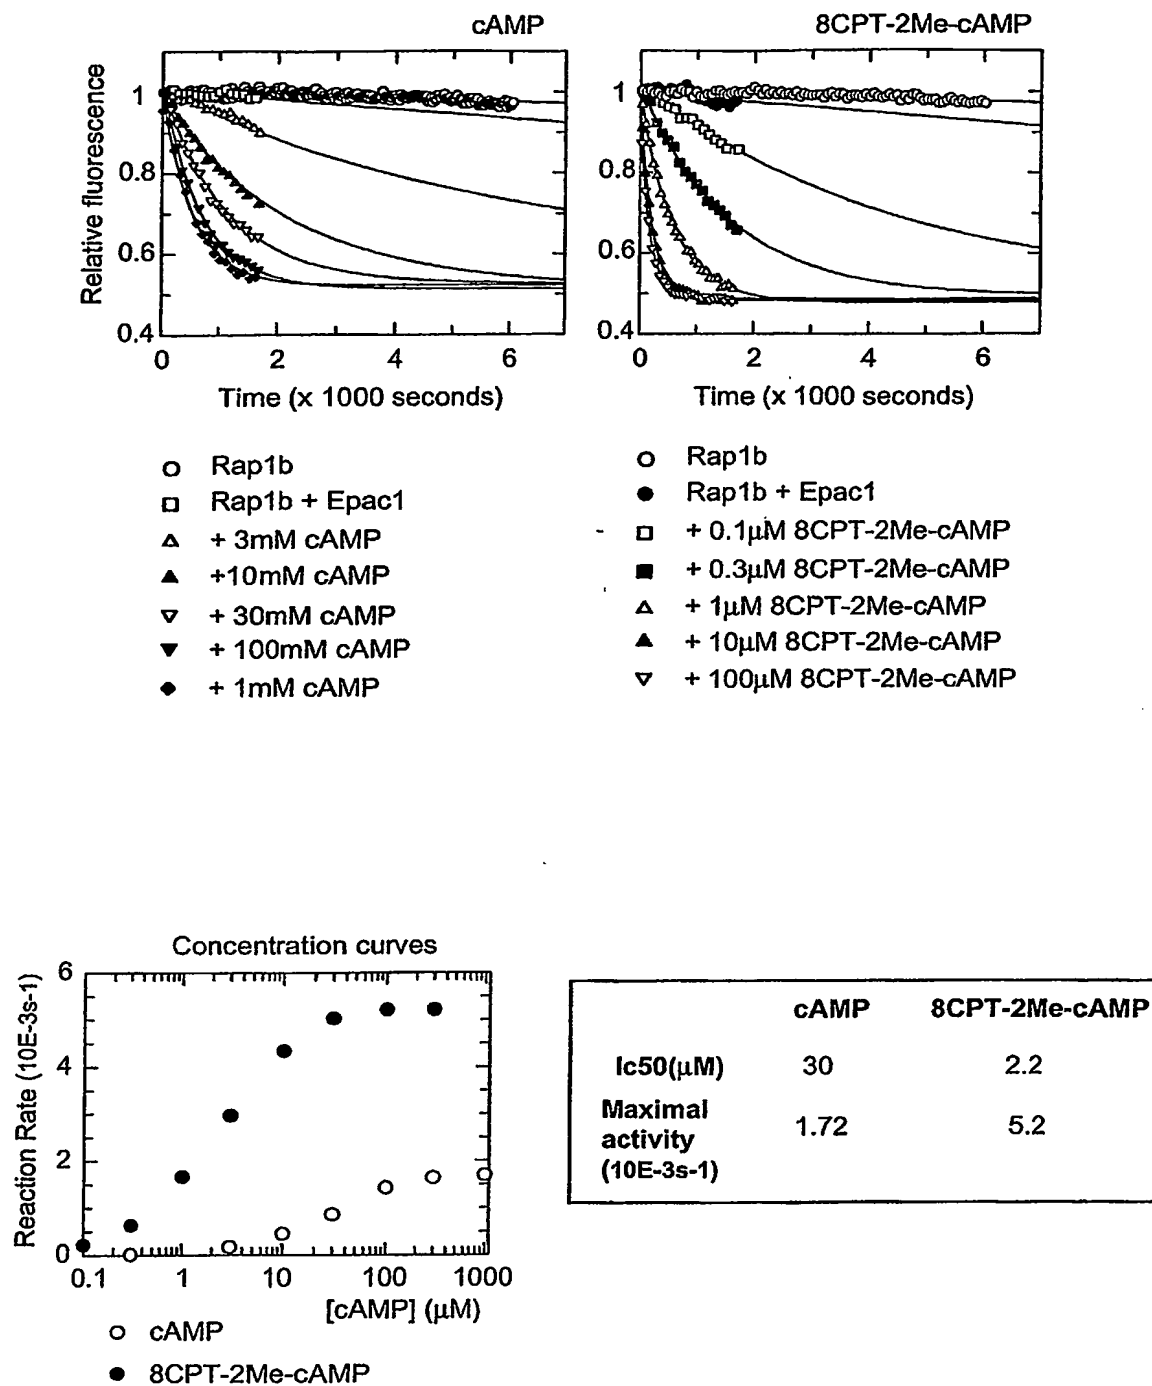 cAMP
8CPT-2Me-cAMP
Relative fluorescence
1
0.8
0.6
0.4
0 2 4 6
Time (x 1000 seconds)
1
0.8
0.6
0.4
0 2 4 6
Time (x 1000 seconds)
Rap1b
Rap1b + Epac1
+ 3mM cAMP
+10mM cAMP
+ 30mM cAMP
+ 100mM cAMP
+ 1mM cAMP
Rap1b
Rap1b + Epac1
+ 0.1μM 8CPT-2Me-cAMP
+ 0.3μM 8CPT-2Me-cAMP
+ 1μM 8CPT-2Me-cAMP
+ 10μM 8CPT-2Me-cAMP
+ 100μM 8CPT-2Me-cAMP
Concentration curves
Reaction Rate (10E-3s-1)
6
4
2
0
0.1 1 10 100 1000
[cAMP] (μM)
cAMP
8CPT-2Me-cAMP
cAMP 8CPT-2Me-cAMP
Ic50(μM) 30 2.2
Maximal
activity 1.72 5.2
(10E-3s-1)